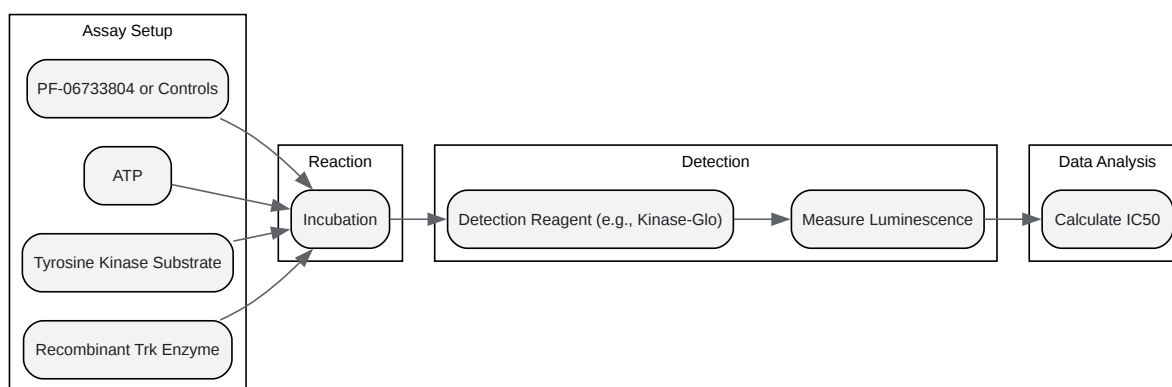 Assay Setup
PF-06733804 or Controls
ATP
Tyrosine Kinase Substrate
Recombinant Trk Enzyme
Reaction
Incubation
Detection
Detection Reagent (e.g., Kinase-Glo)
Measure Luminescence
Data Analysis
Calculate IC50